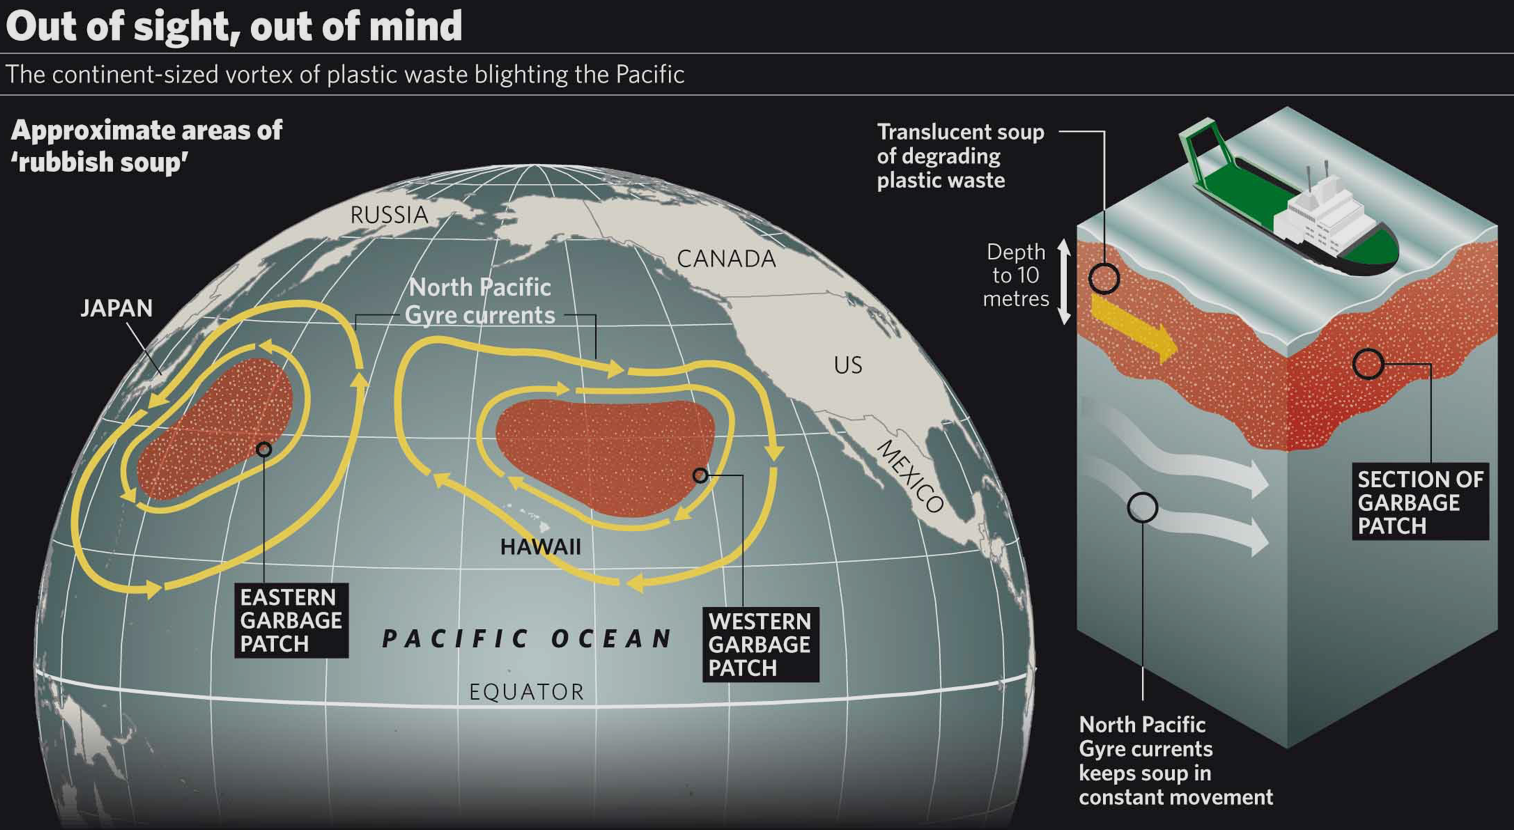 Out of sight, out of mind
The continent-sized vortex of plastic waste blighting the Pacific
Approximate areas of
‘rubbish soup’
RUSSIA
CANADA
North Pacific
Gyre currents
JAPAN
US
MEXICO
HAWAII
EASTERN
GARBAGE
PATCH
WESTERN
GARBAGE
PATCH
PACIFIC OCEAN
EQUATOR
Translucent soup
of degrading
plastic waste
Depth
to 10
metres
SECTION OF
GARBAGE
PATCH
North Pacific
Gyre currents
keeps soup in
constant movement